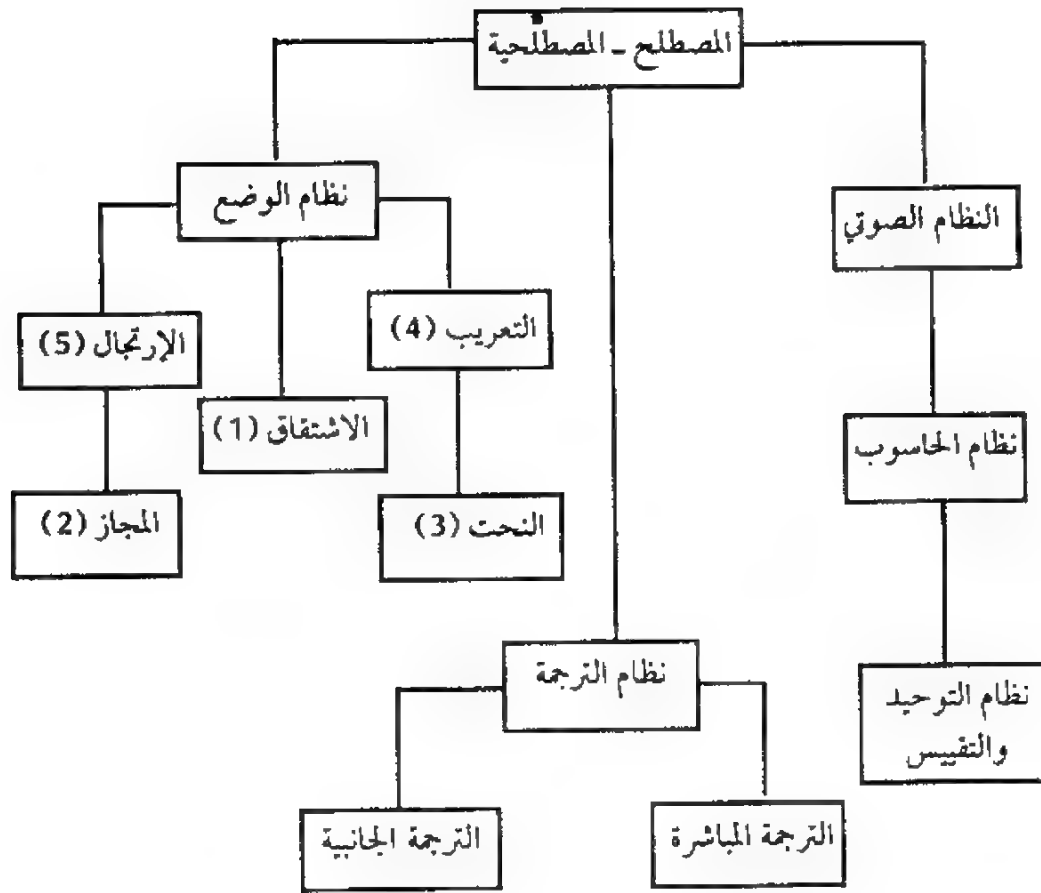 المصطلح - المصطلحية
نظام الوضع
النظام الصوتي
التعريب (4)
الإرتجال (5)
الاشتقاق (1)
نظام الحاسوب
النحت (3)
المجاز (2)
نظام الترجمة
نظام التوحيد
والتقييس
الترجمة المباشرة
الترجمة الجانبية